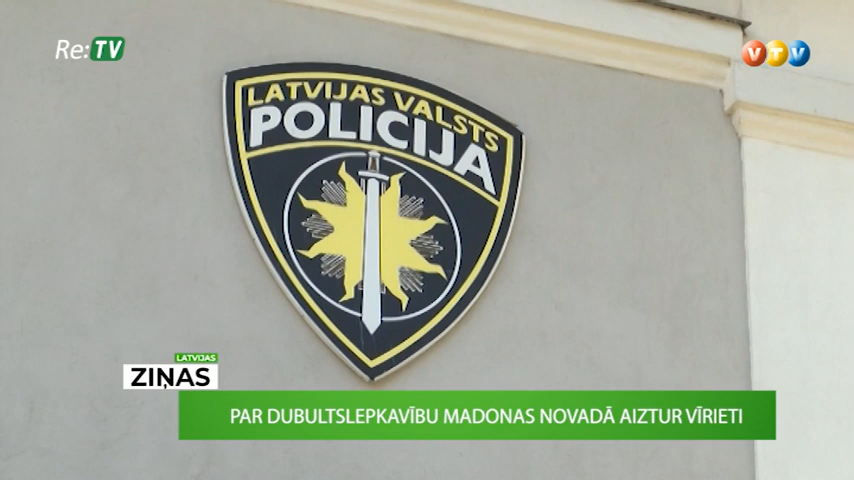 Re:TV
VTV
LATVIJAS VALSTS
POLICIJA
LATVIJAS
ZIŅAS
PAR DUBULTSLEPKAVĪBU MADONAS NOVADĀ AIZTUR VĪRIETI